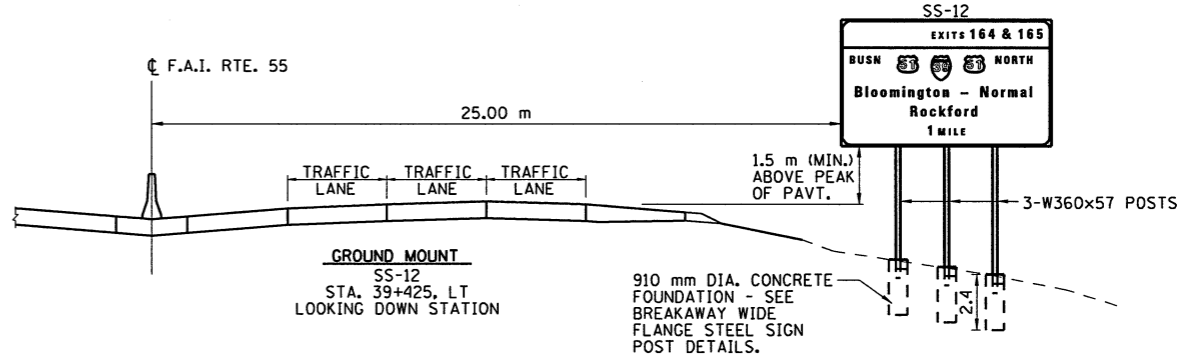 SS-12
EXITS 164 & 165
BUSN 51 39 51 NORTH
Bloomington - Normal
Rockford
1 MILE
℄ F.A.I. RTE. 55
25.00 m
TRAFFIC LANE
TRAFFIC LANE
TRAFFIC LANE
1.5 m (MIN.)
ABOVE PEAK
OF PAVT.
3-W360x57 POSTS
GROUND MOUNT
SS-12
STA. 39+425, LT
LOOKING DOWN STATION
910 mm DIA. CONCRETE
FOUNDATION - SEE
BREAKAWAY WIDE
FLANGE STEEL SIGN
POST DETAILS.
2.4